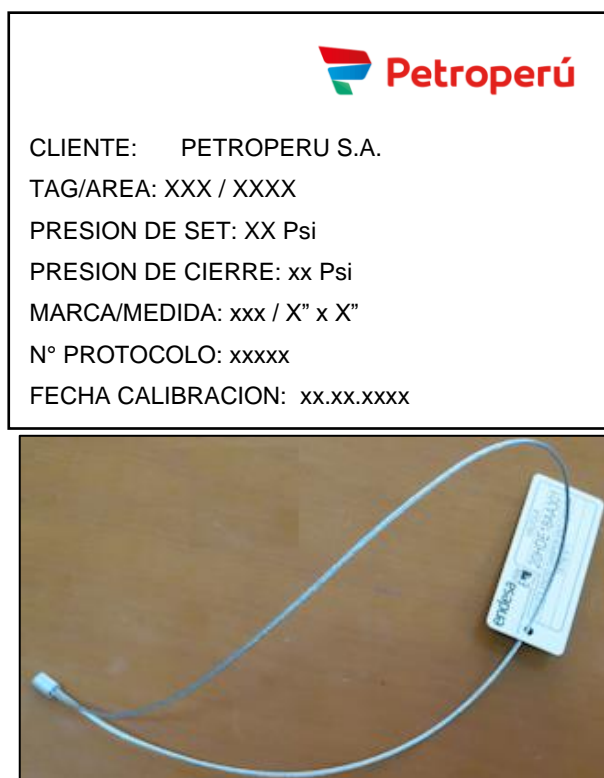 Petroperú
CLIENTE: PETROPERU S.A.
TAG/AREA: XXX / XXXX
PRESION DE SET: XX Psi
PRESION DE CIERRE: xx Psi
MARCA/MEDIDA: xxx / X” x X”
N° PROTOCOLO: xxxxx
FECHA CALIBRACION: xx.xx.xxxx
endesa